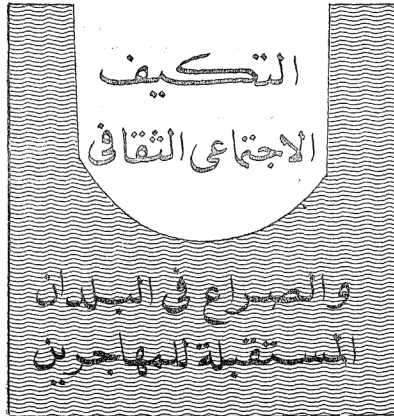 التكيف
الاجتماعى الثقافى
والصراع فى البلدان
المستقبلة للمهاجرين